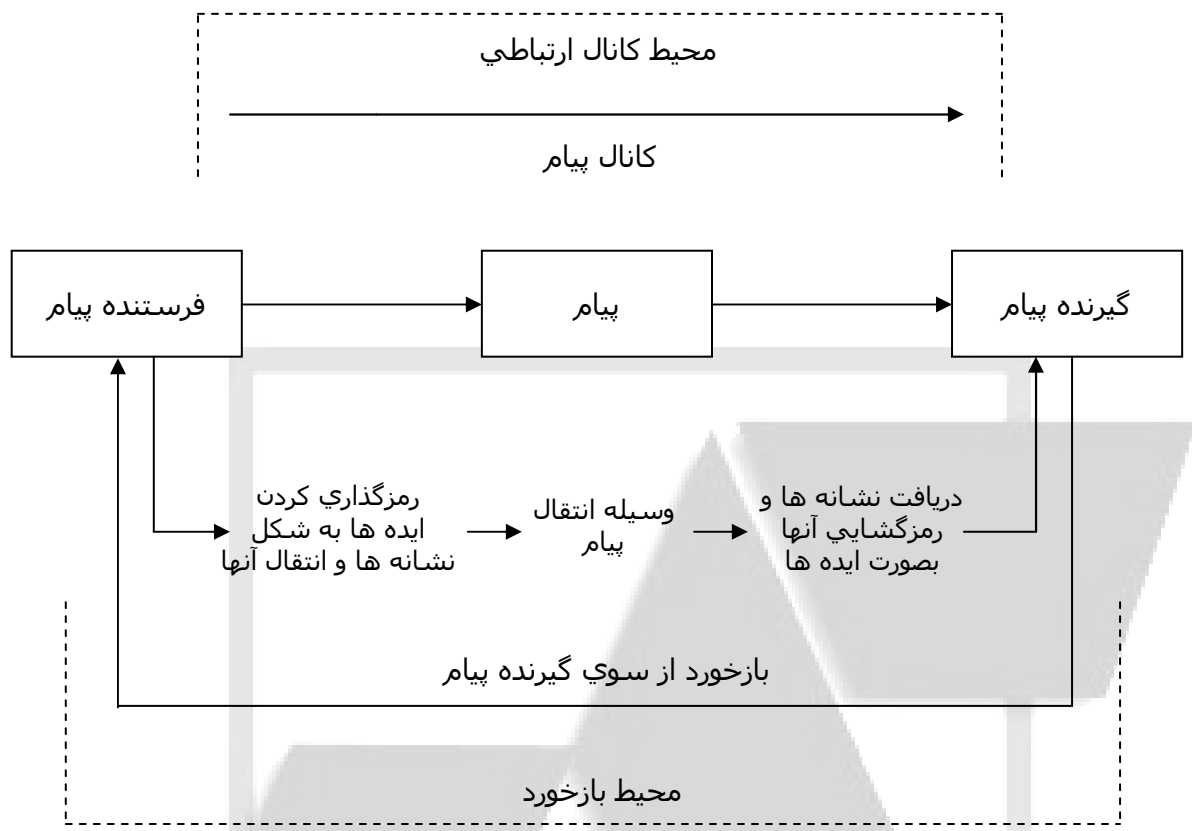 محيط کانال ارتباطي
کانال پيام
فرستنده پيام
پيام
گيرنده پيام
رمزگذاري کردن
ايده ها به شکل
نشانه ها و انتقال آنها
وسيله انتقال
پيام
دريافت نشانه ها و
رمزگشايي آنها
بصورت ايده ها
بازخورد از سوي گيرنده پيام
محيط بازخورد